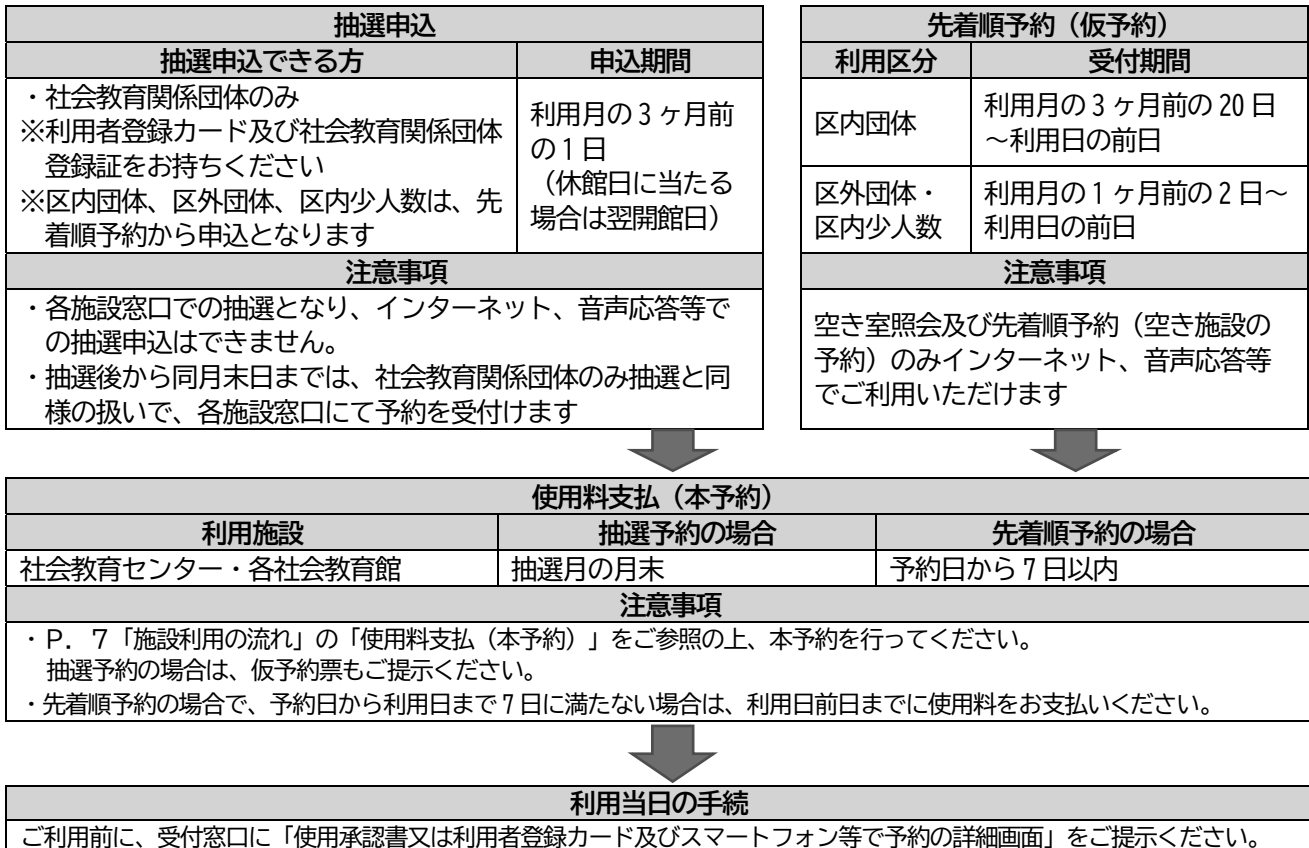 抽選申込
抽選申込できる方
申込期間
・社会教育関係団体のみ
※利用者登録カード及び社会教育関係団体
登録証をお持ちください
※区内団体、区外団体、区内少人数は、先
着順予約から申込となります
利用月の3ヶ月前
の1日
（休館日に当たる
場合は翌開館日）
注意事項
・各施設窓口での抽選となり、インターネット、音声応答等で
の抽選申込はできません。
・抽選後から同月末日までは、社会教育関係団体のみ抽選と同
様の扱いで、各施設窓口にて予約を受付けます
先着順予約（仮予約）
利用区分
受付期間
区内団体
利用月の3ヶ月前の20日
～利用日の前日
区外団体・
区内少人数
利用月の1ヶ月前の2日～
利用日の前日
注意事項
空き室照会及び先着順予約（空き施設の
予約）のみインターネット、音声応答等
でご利用いただけます
使用料支払（本予約）
利用施設
抽選予約の場合
先着順予約の場合
社会教育センター・各社会教育館
抽選月の月末
予約日から7日以内
注意事項
・Ｐ．７「施設利用の流れ」の「使用料支払（本予約）」をご参照の上、本予約を行ってください。
抽選予約の場合は、仮予約票もご提示ください。
・先着順予約の場合で、予約日から利用日まで7日に満たない場合は、利用日前日までに使用料をお支払いください。
利用当日の手続
ご利用前に、受付窓口に「使用承認書又は利用者登録カード及びスマートフォン等で予約の詳細画面」をご提示ください。